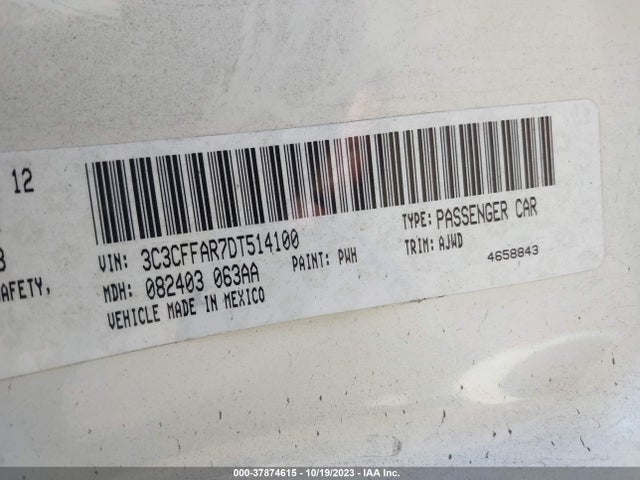 12
VIN: 3C3CFFAR7DT514100
TYPE: PASSENGER CAR
AFETY,
MDH: 082403 063AA
PAINT: PWH
TRIM: AJWD
VEHICLE MADE IN MEXICO
4658843
000-37874615 - 10/19/2023 - IAA Inc.